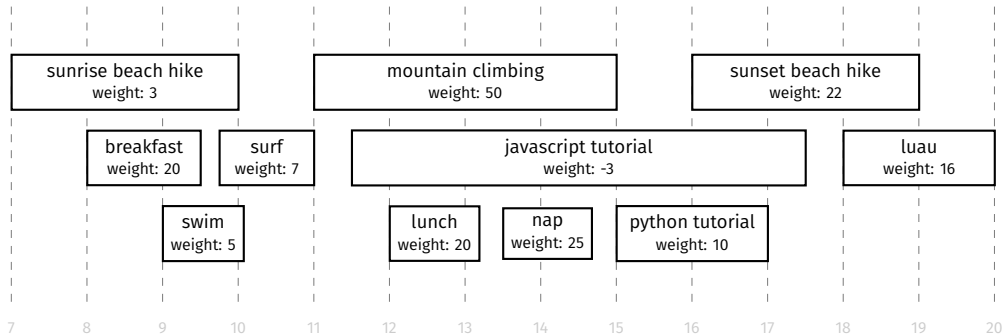 sunrise beach hike
weight: 3
mountain climbing
weight: 50
sunset beach hike
weight: 22
breakfast
weight: 20
surf
weight: 7
javascript tutorial
weight: -3
luau
weight: 16
swim
weight: 5
lunch
weight: 20
nap
weight: 25
python tutorial
weight: 10
7 8 9 10 11 12 13 14 15 16 17 18 19 20